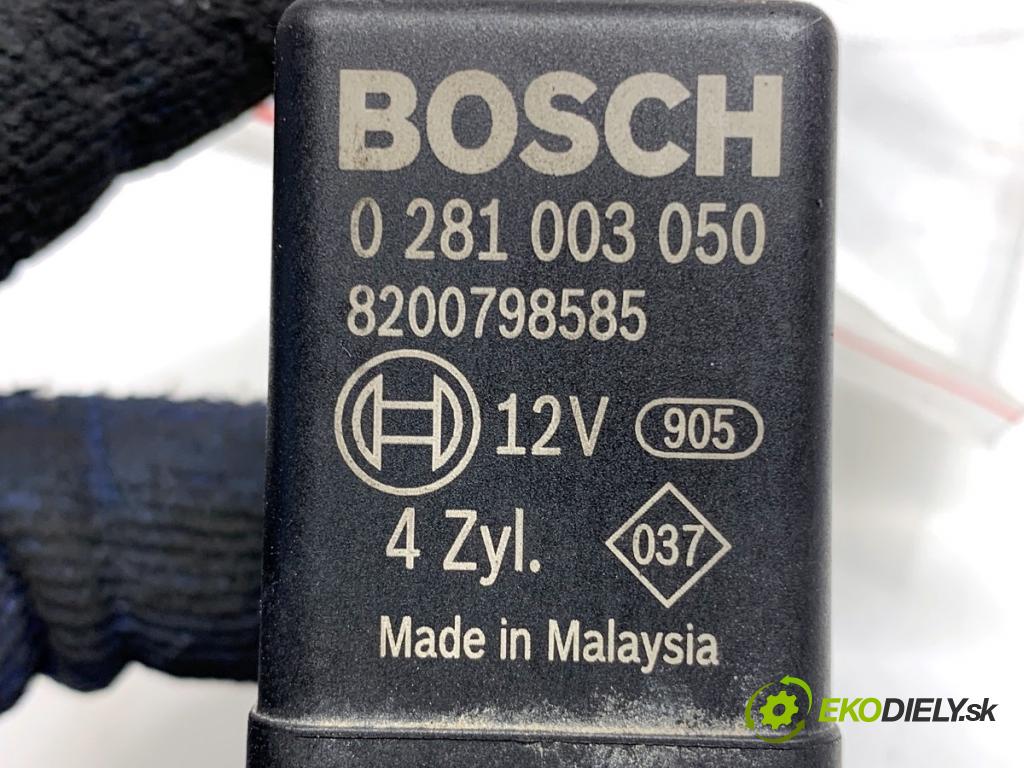 BOSCH
0 281 003 050
8200798585
12V 905
4 Zyl. 037
Made in Malaysia
EKODIELY.sk